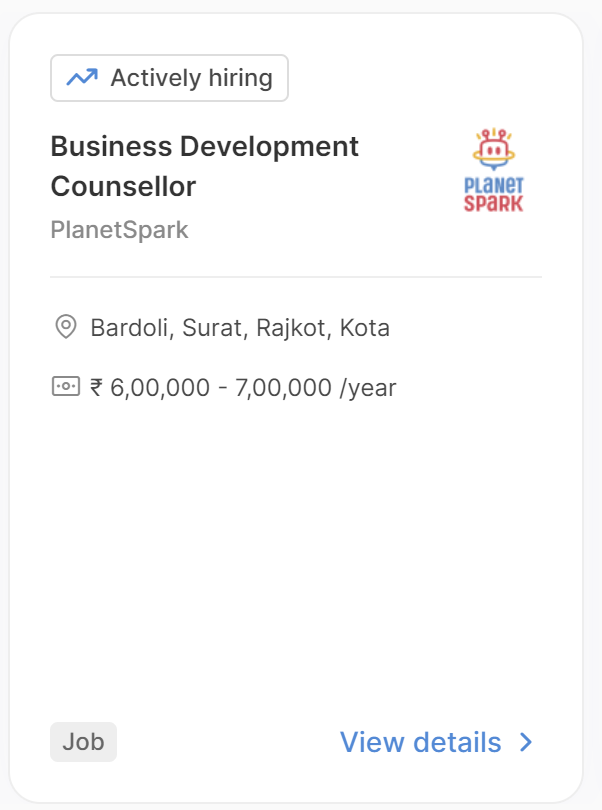 Actively hiring
Business Development
Counsellor
PlanetSpark
PLANET
SPARK
Bardoli, Surat, Rajkot, Kota
₹ 6,00,000 - 7,00,000 /year
Job
View details